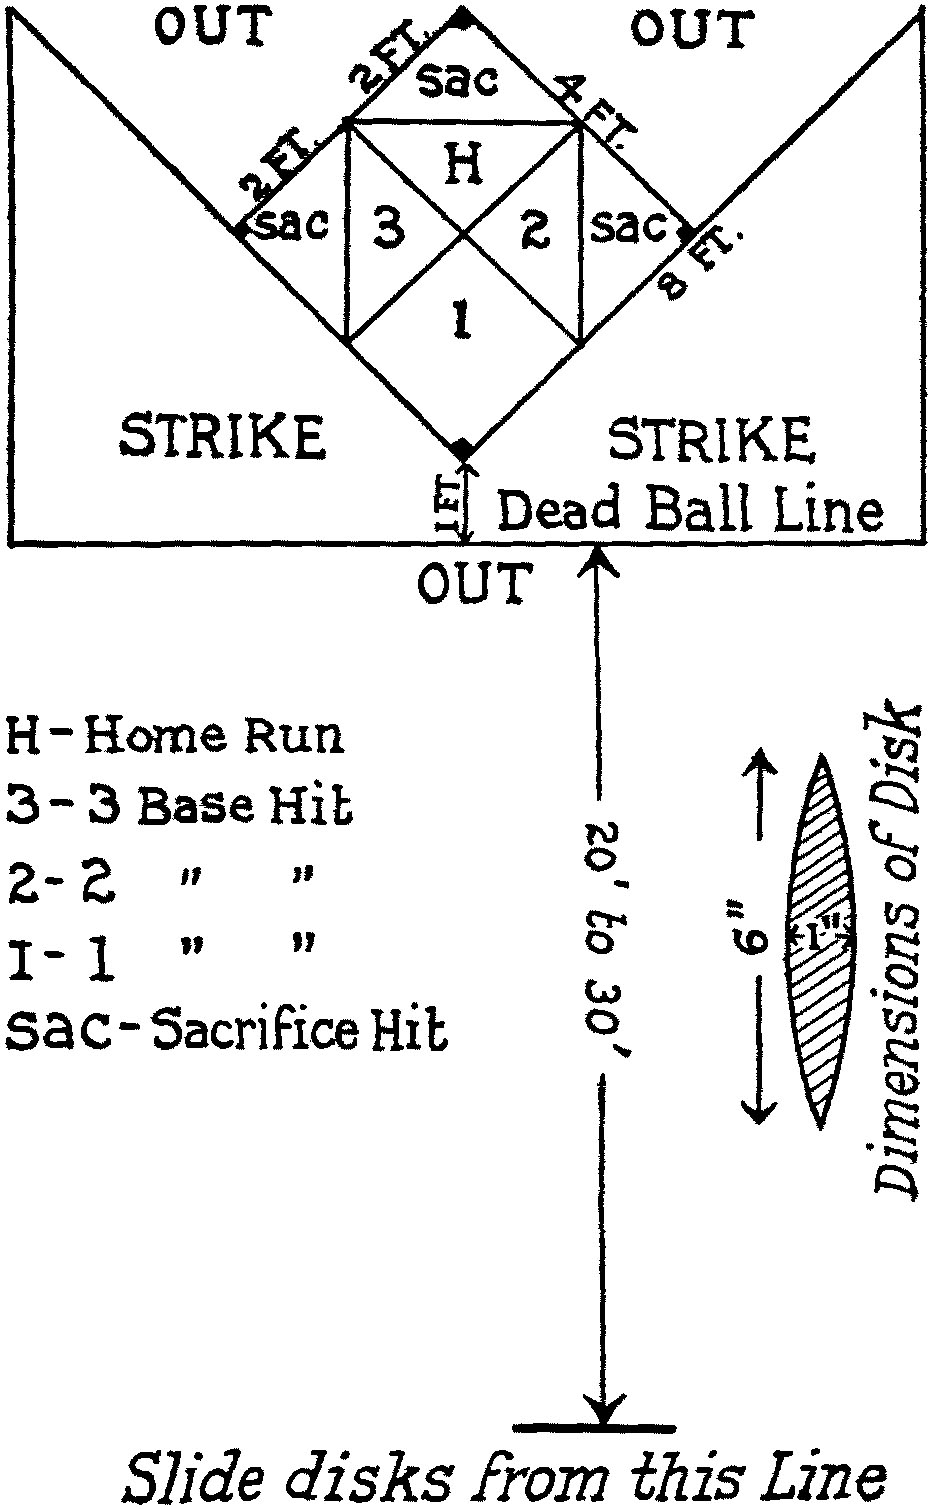 OUT OUT
2 FT.
4 FT.
sac
2 FT.
H
sac 3 2 sac
8 FT.
1
STRIKE STRIKE
1 FT.
Dead Ball Line
OUT
H - Home Run
3 - 3 Base Hit
2 - 2 " "
1 - 1 " "
sac - Sacrifice Hit
20' to 30'
6"
1"
Dimensions of Disk
Slide disks from this Line